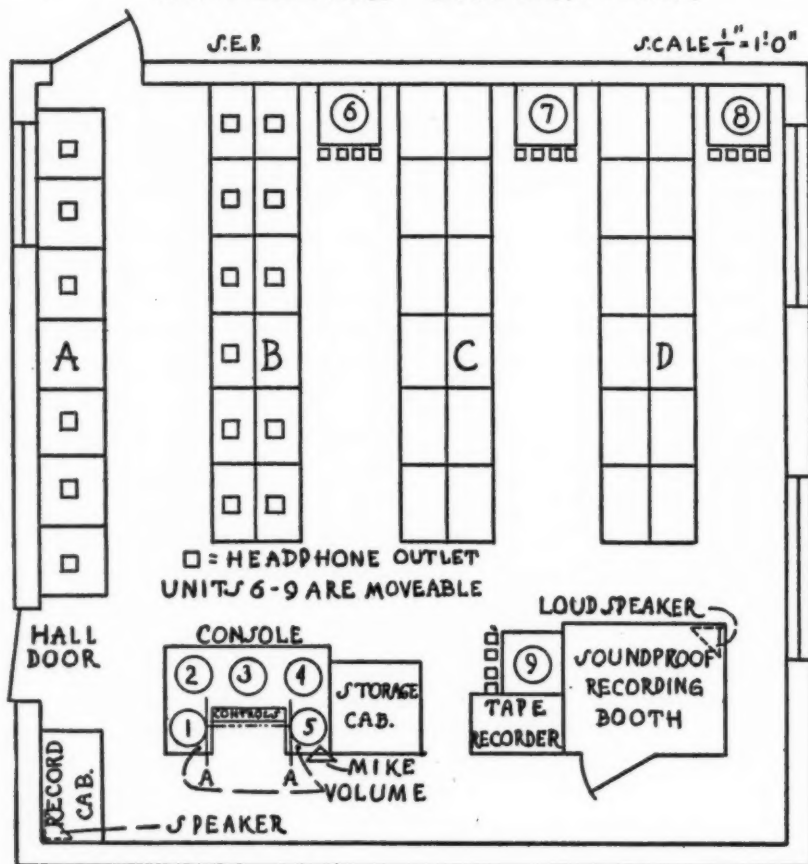 S.E.P.
SCALE 1/4" = 1'0"
6
7
8
A
B
C
D
□ = HEADPHONE OUTLET
UNITS 6-9 ARE MOVEABLE
HALL
DOOR
CONSOLE
2
3
4
CONTROLS
1
5
STORAGE
CAB.
MIKE
A
A
VOLUME
RECORD
CAB.
SPEAKER
LOUDSPEAKER
9
TAPE
RECORDER
SOUNDPROOF
RECORDING
BOOTH